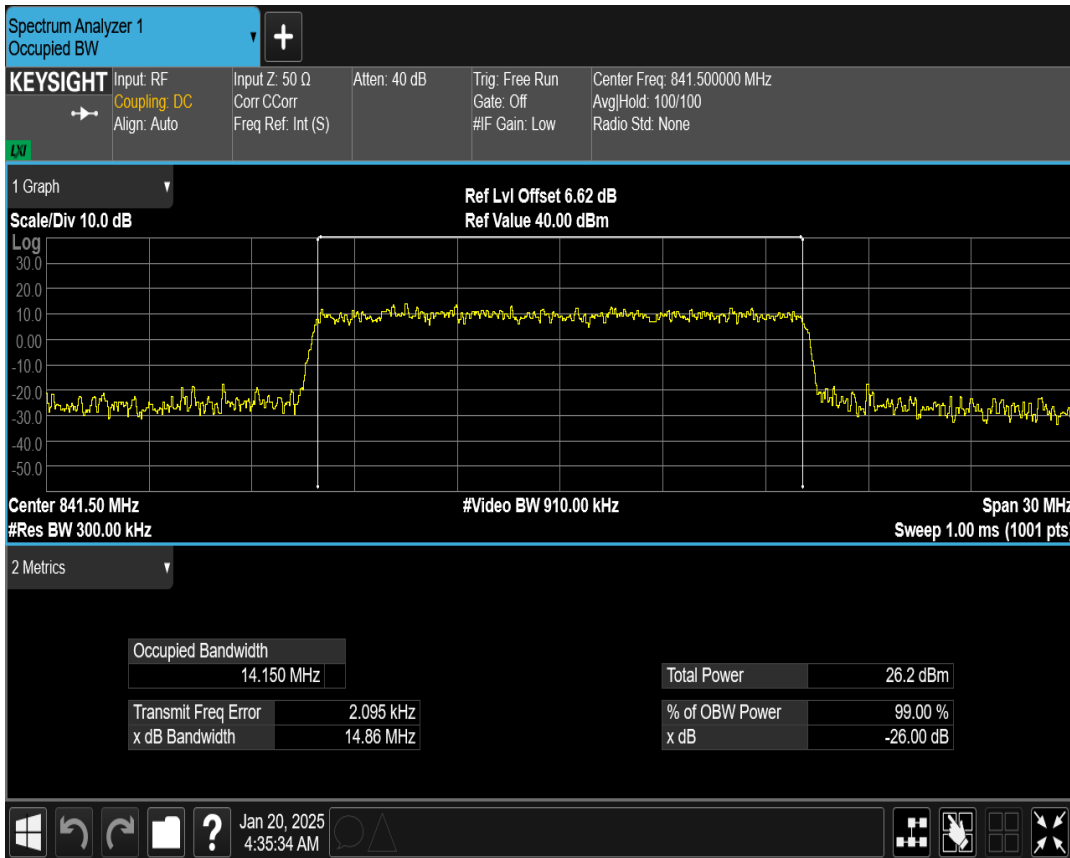 Spectrum Analyzer 1
Occupied BW
+
KEYSIGHT
LXI
Input: RF
Coupling: DC
Align: Auto
Input Z: 50 Ω
Corr CCorr
Freq Ref: Int (S)
Atten: 40 dB
Trig: Free Run
Gate: Off
#IF Gain: Low
Center Freq: 841.500000 MHz
Avg|Hold: 100/100
Radio Std: None
1 Graph
Scale/Div 10.0 dB
Ref Lvl Offset 6.62 dB
Ref Value 40.00 dBm
Log
30.0
20.0
10.0
0.00
-10.0
-20.0
-30.0
-40.0
-50.0
Center 841.50 MHz
#Video BW 910.00 kHz
Span 30 MHz
#Res BW 300.00 kHz
Sweep 1.00 ms (1001 pts)
2 Metrics
Occupied Bandwidth
14.150 MHz
Total Power 26.2 dBm
Transmit Freq Error 2.095 kHz
% of OBW Power 99.00 %
x dB Bandwidth 14.86 MHz
x dB -26.00 dB
?
Jan 20, 2025
4:35:34 AM